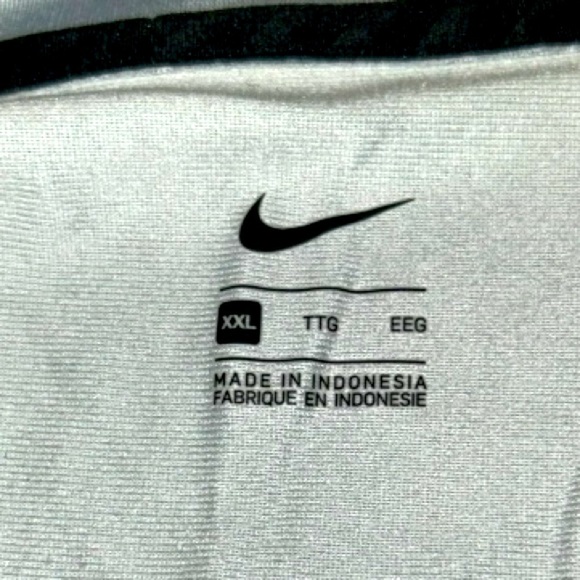 XXL TTG EEG
MADE IN INDONESIA
FABRIQUE EN INDONESIE